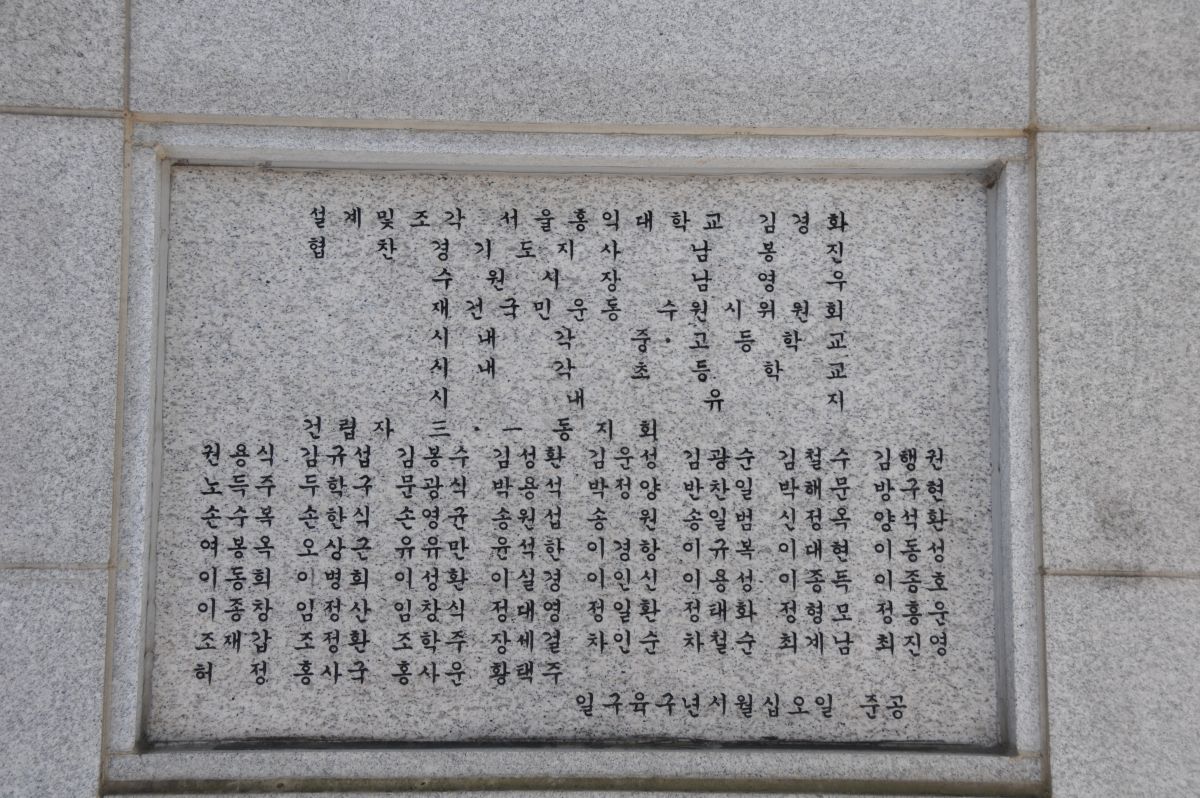 설계및조각 서울홍익대학교 김경화
협찬 경기도지사 남봉진
수원시장 남영우
재건국민운동 수원시위원회
시내 각 중·고등학교
시내 각 초등학교
시내 유지
건립자 三·一동지회
권용식 김규섭 김봉수 김성환 김운성 김광순 김철수 김행권
노득주 두학구 문광식 박용석 박정양 반찬일 박해문 방구현
손수복 손한식 손영균 송원섭 송원 송일범 신정옥 양석환
여봉옥 오상근 유유만 윤석한 이경항 이규복 이대현 이동성
이동희 이병희 이성환 이실경 이인신 이용성 이종득 이종호
이종창 임정산 임창식 정대영 정일환 정태화 정형모 정홍운
조재갑 조정환 조학주 장세걸 차인순 차철순 최계남 최진영
허정 홍사국 홍사운 황택주
일구육구년시월십오일 준공